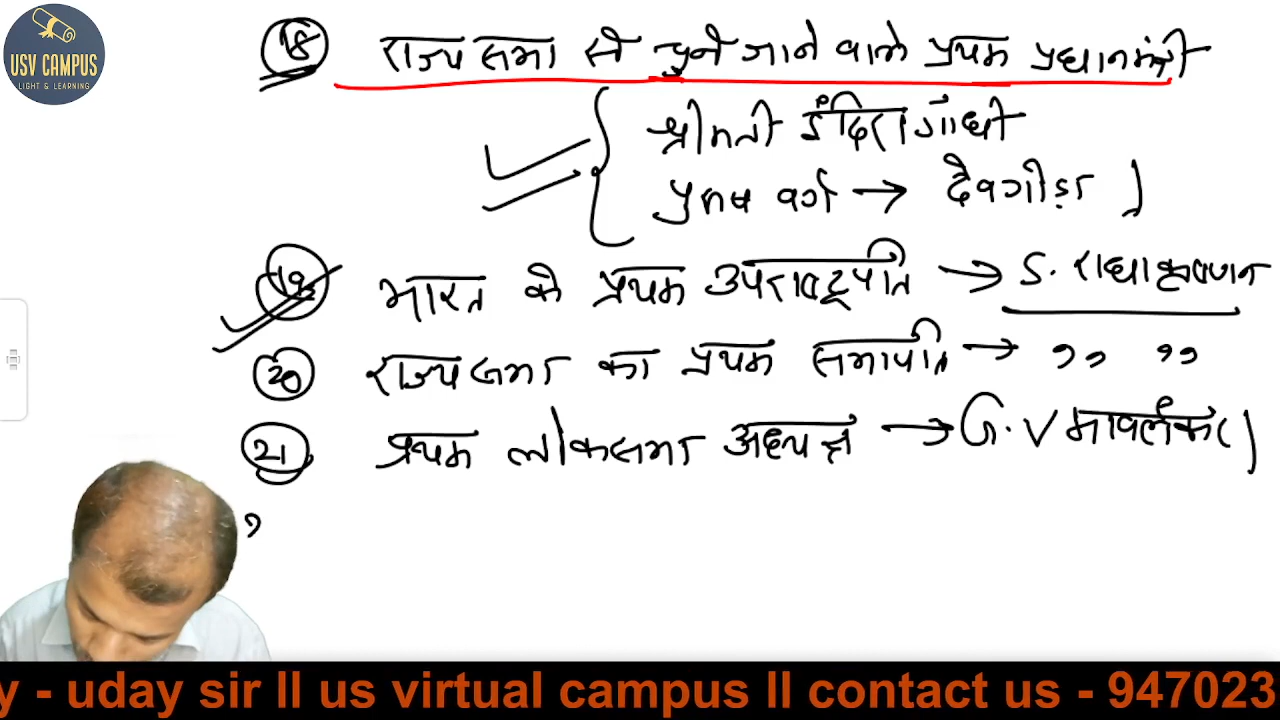 USV CAMPUS
LIGHT & LEARNING
18 राज्य सभा से चुने जाने वाले प्रथम प्रधानमंत्री
श्रीमती इंदिरा गाँधी
पुरुष वर्ग → देवगौड़ा
19 भारत के प्रथम उपराष्ट्रपति → S. राधाकृष्णन
20 राज्यसभा का प्रथम सभापति → ,, ,,
21 प्रथम लोकसभा अध्यक्ष → G.V मावलंकर
y - uday sir ll us virtual campus ll contact us - 947023